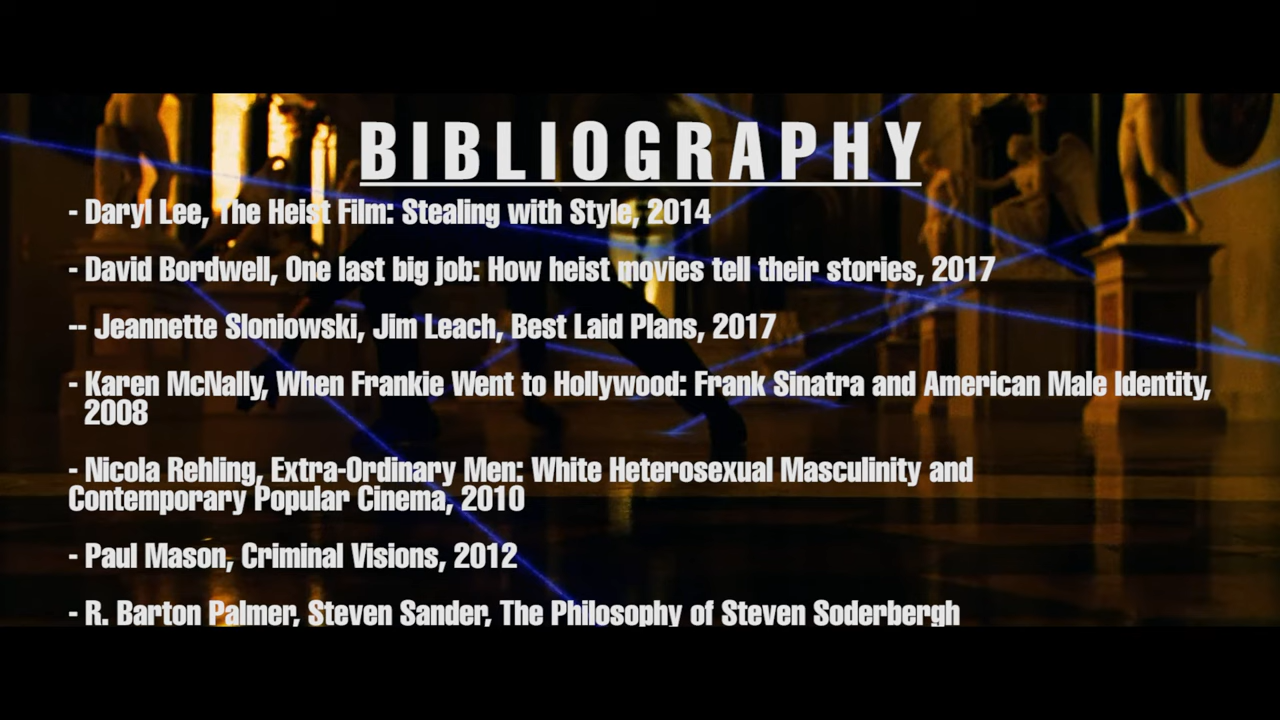 BIBLIOGRAPHY
- Daryl Lee, The Heist Film: Stealing with Style, 2014
- David Bordwell, One last big job: How heist movies tell their stories, 2017
-- Jeannette Sloniowski, Jim Leach, Best Laid Plans, 2017
- Karen McNally, When Frankie Went to Hollywood: Frank Sinatra and American Male Identity,
2008
- Nicola Rehling, Extra-Ordinary Men: White Heterosexual Masculinity and
Contemporary Popular Cinema, 2010
- Paul Mason, Criminal Visions, 2012
- R. Barton Palmer, Steven Sander, The Philosophy of Steven Soderbergh